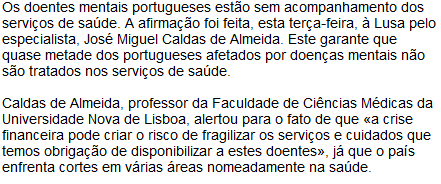 Os doentes mentais portugueses estão sem acompanhamento dos
serviços de saúde. A afirmação foi feita, esta terça-feira, à Lusa pelo
especialista, José Miguel Caldas de Almeida. Este garante que
quase metade dos portugueses afetados por doenças mentais não
são tratados nos serviços de saúde.

Caldas de Almeida, professor da Faculdade de Ciências Médicas da
Universidade Nova de Lisboa, alertou para o fato de que «a crise
financeira pode criar o risco de fragilizar os serviços e cuidados que
temos obrigação de disponibilizar a estes doentes», já que o país
enfrenta cortes em várias áreas nomeadamente na saúde.